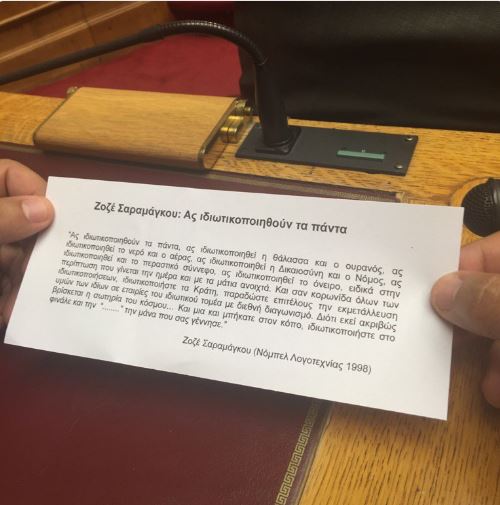 Ζοζέ Σαραμάγκου: Ας ιδιωτικοποιηθούν τα πάντα
"Ας ιδιωτικοποιηθούν τα πάντα, ας ιδιωτικοποιηθεί η θάλασσα και ο ουρανός, ας
ιδιωτικοποιηθεί το νερό και ο αέρας, ας ιδιωτικοποιηθεί η Δικαιοσύνη και ο Νόμος, ας
ιδιωτικοποιηθεί και το περαστικό σύννεφο, ας ιδιωτικοποιηθεί το όνειρο, ειδικά στην
περίπτωση που γίνεται την ημέρα και με τα μάτια ανοιχτά. Και σαν κορωνίδα όλων των
ιδιωτικοποιήσεων, ιδιωτικοποιήστε τα Κράτη, παραδώστε επιτέλους την εκμετάλλευση
υμών των ιδίων σε εταιρίες του ιδιωτικού τομέα με διεθνή διαγωνισμό. Διότι εκεί ακριβώς
βρίσκεται η σωτηρία του κόσμου... Και μια και μπήκατε στον κόπο, ιδιωτικοποιήστε στο
φινάλε και την "........" την μάνα που σας γέννησε."
Ζοζέ Σαραμάγκου (Νόμπελ Λογοτεχνίας 1998)